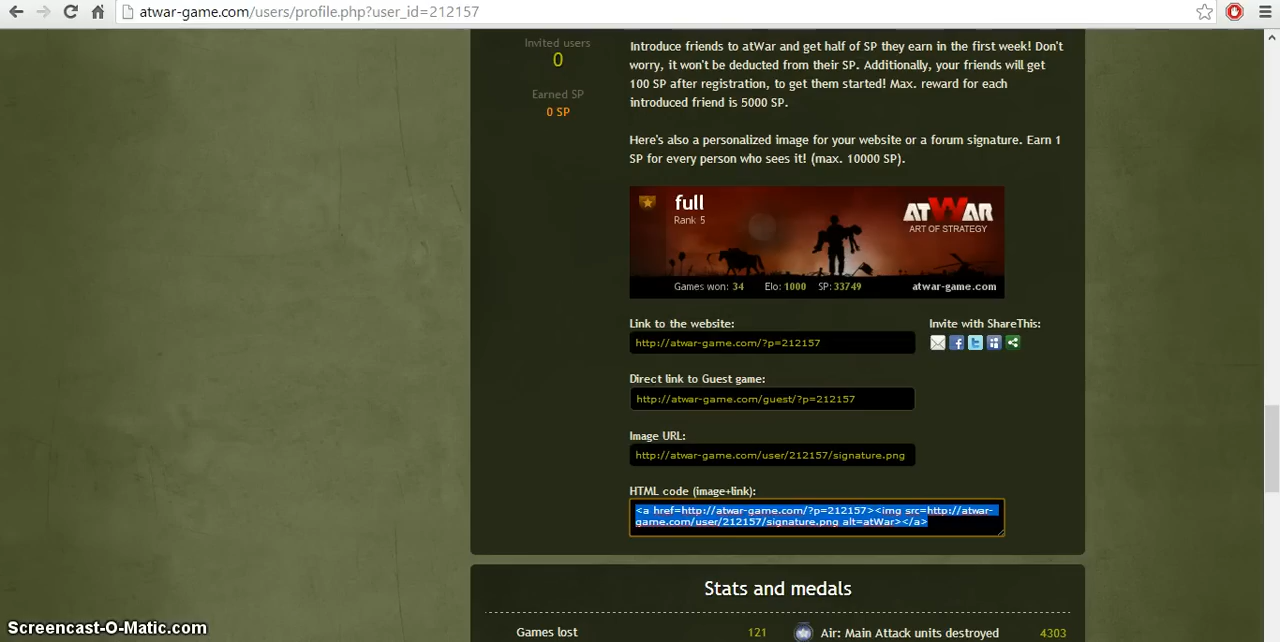 atwar-game.com/users/profile.php?user_id=212157
Invited users
0
Earned SP
0 SP
Introduce friends to atWar and get half of SP they earn in the first week! Don't
worry, it won't be deducted from their SP. Additionally, your friends will get
100 SP after registration, to get them started! Max. reward for each
introduced friend is 5000 SP.
Here's also a personalized image for your website or a forum signature. Earn 1
SP for every person who sees it! (max. 10000 SP).
full
Rank 5
ATWAR
ART OF STRATEGY
Games won: 34 Elo: 1000 SP: 33749 atwar-game.com
Link to the website:
http://atwar-game.com/?p=212157
Invite with ShareThis:
Direct link to Guest game:
http://atwar-game.com/guest/?p=212157
Image URL:
http://atwar-game.com/user/212157/signature.png
HTML code (image+link):
<a href=http://atwar-game.com/?p=212157><img src=http://atwar-
game.com/user/212157/signature.png alt=atWar></a>
Stats and medals
Games lost 121
Air: Main Attack units destroyed 4303
Screencast-O-Matic.com